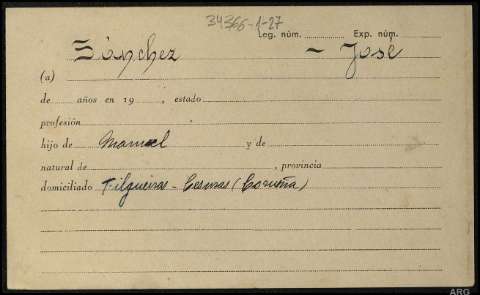 34366-1-27
Leg. núm. Exp. núm.
Sánchez - José
(a)
de años en 19 , estado
profesión
hijo de Manuel y de
natural de , provincia
domiciliado Filgueiras - Cesuras (Coruña)
ARG